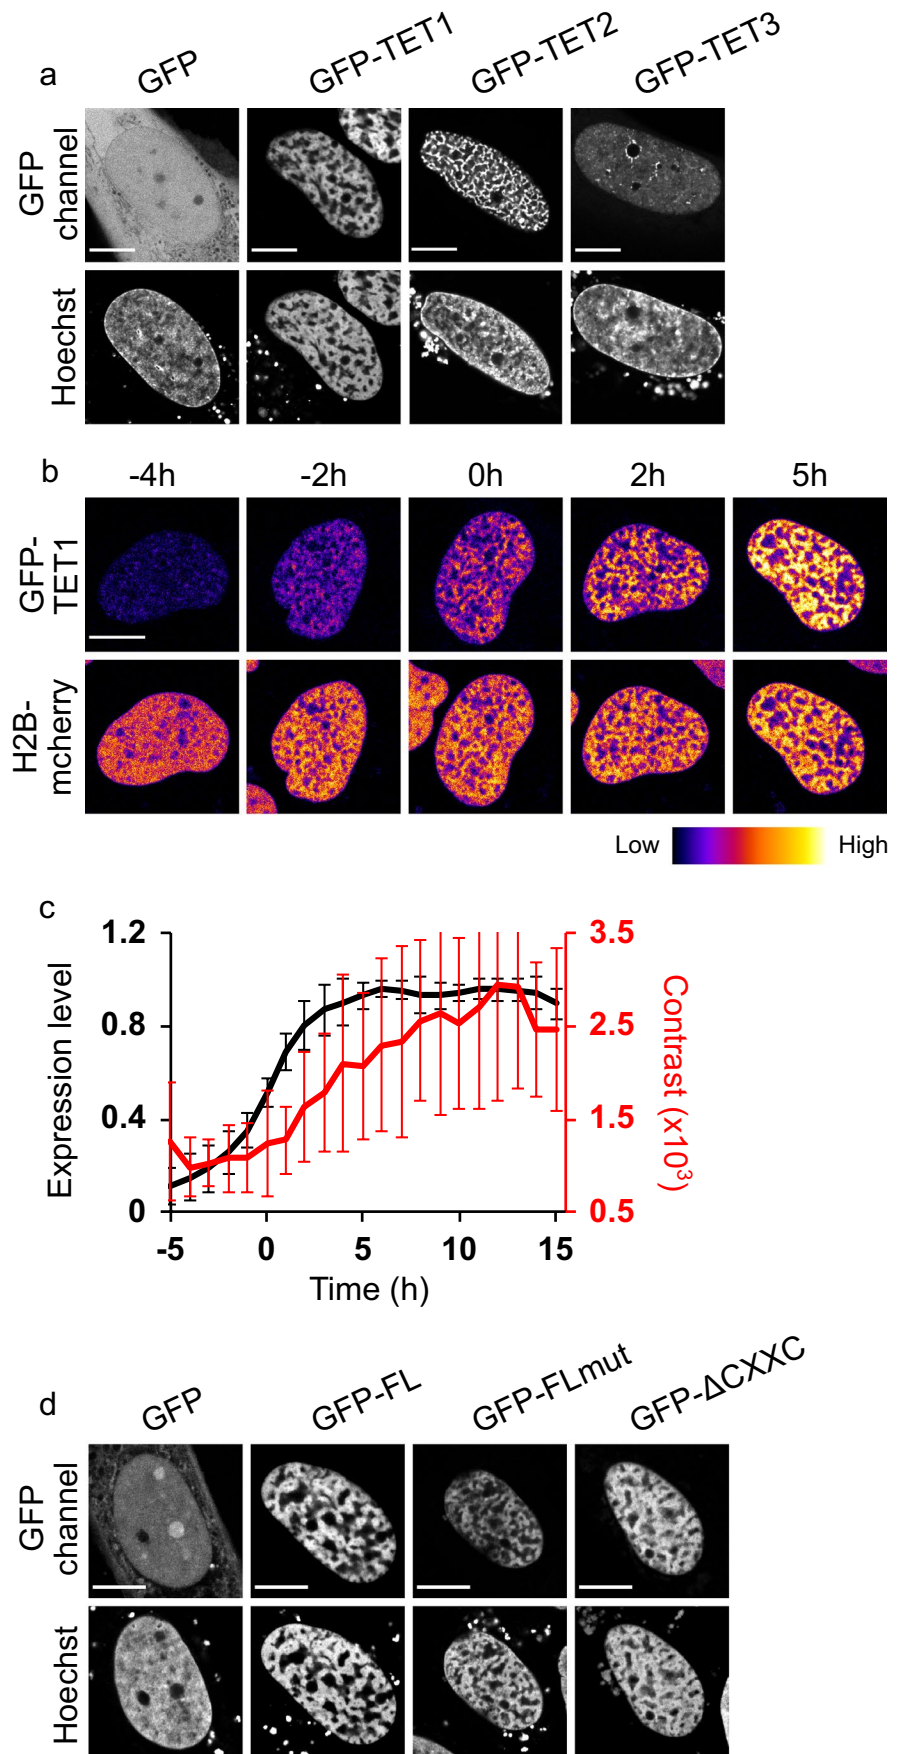 a
GFP
GFP-TET1
GFP-TET2
GFP-TET3
GFP
channel
Hoechst
b
-4h
-2h
0h
2h
5h
GFP-
TET1
H2B-
mcherry
Low
High
c
1.2
0.8
0.4
0
Expression level
3.5
2.5
1.5
0.5
Contrast (x10³)
-5
0
5
10
15
Time (h)
d
GFP
GFP-FL
GFP-FLmut
GFP-ΔCXXC
GFP
channel
Hoechst